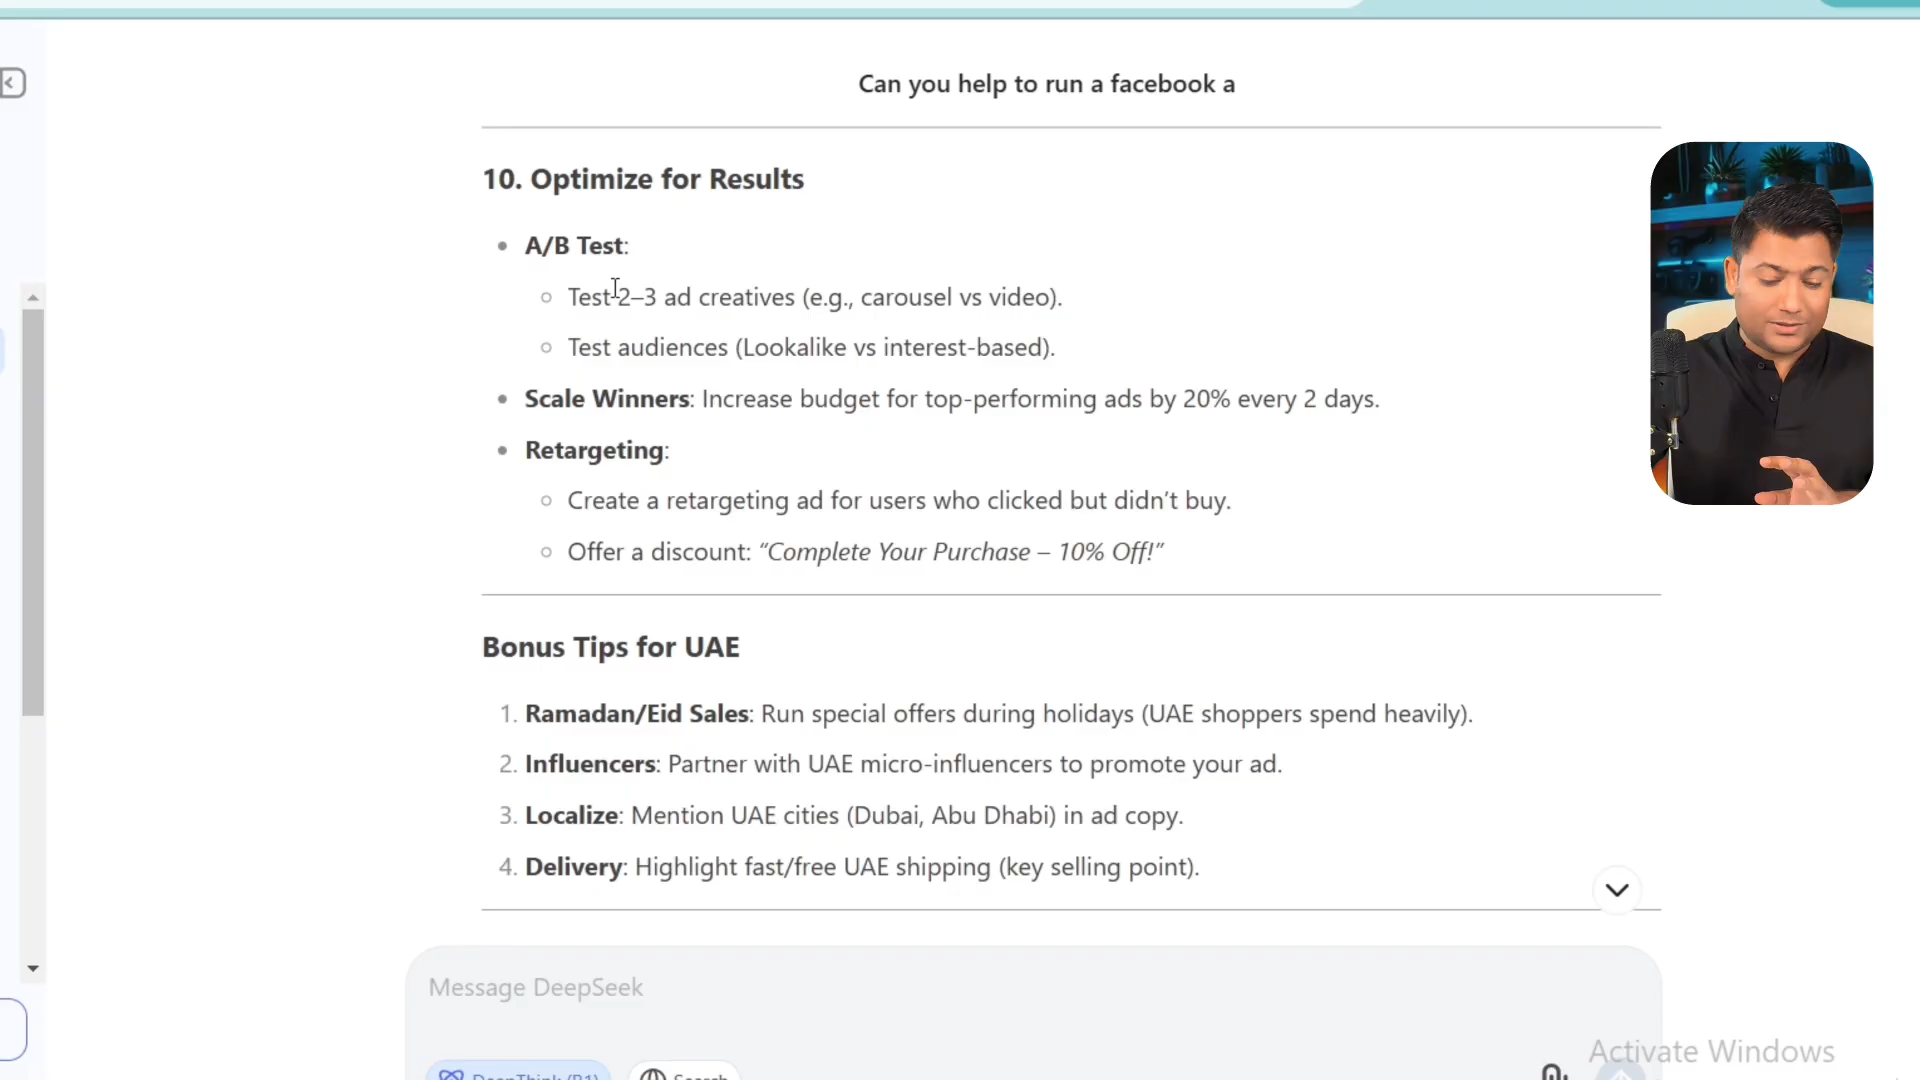 Can you help to run a facebook a
10. Optimize for Results
A/B Test:
Test 2–3 ad creatives (e.g., carousel vs video).
Test audiences (Lookalike vs interest-based).
Scale Winners: Increase budget for top-performing ads by 20% every 2 days.
Retargeting:
Create a retargeting ad for users who clicked but didn’t buy.
Offer a discount: “Complete Your Purchase – 10% Off!”
Bonus Tips for UAE
1. Ramadan/Eid Sales: Run special offers during holidays (UAE shoppers spend heavily).
2. Influencers: Partner with UAE micro-influencers to promote your ad.
3. Localize: Mention UAE cities (Dubai, Abu Dhabi) in ad copy.
4. Delivery: Highlight fast/free UAE shipping (key selling point).
Message DeepSeek
Activate Windows
DeepThink (R1)
Search